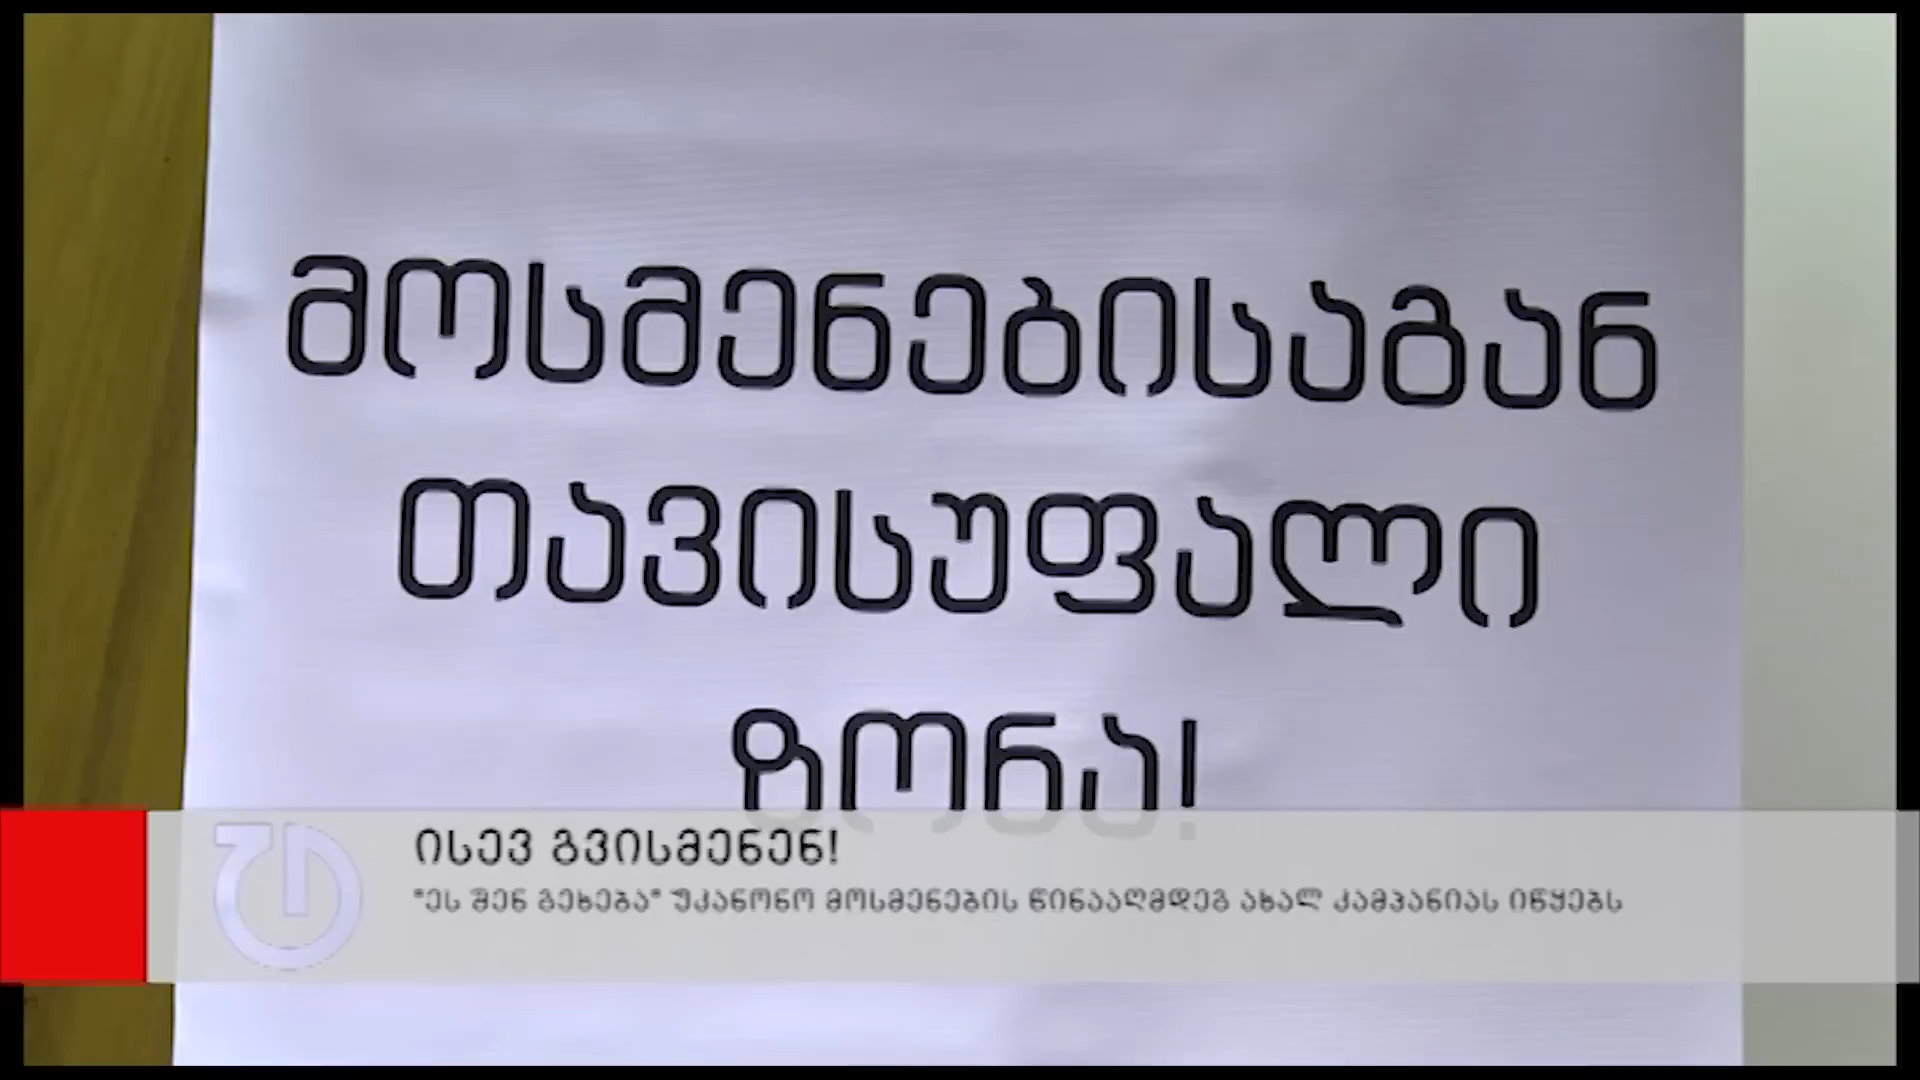 მოსმენებისაგან
თავისუფალი
ზონა!
ისევ გვისმენენ!
"ეს შენ გეხება" უკანონო მოსმენების წინააღმდეგ ახალ კამპანიას იწყებს